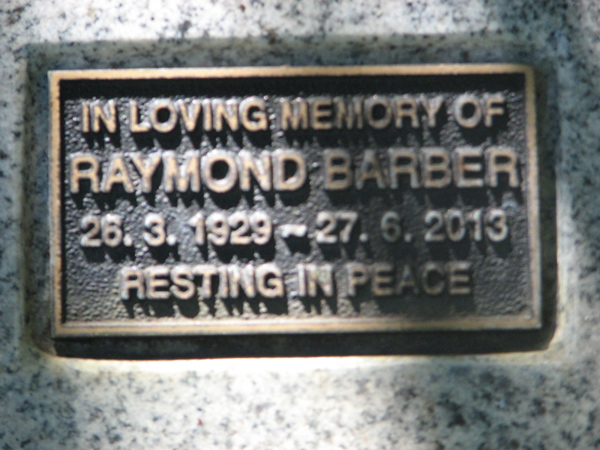 IN LOVING MEMORY OF
RAYMOND BARBER
26. 3. 1929 ~ 27. 6. 2013
RESTING IN PEACE